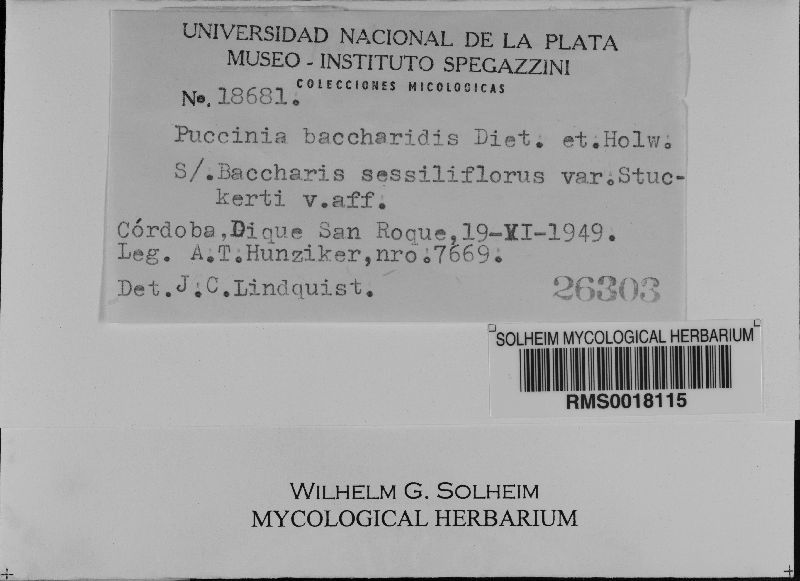 UNIVERSIDAD NACIONAL DE LA PLATA
MUSEO - INSTITUTO SPEGAZZINI
COLECCIONES MICOLOGICAS
No. 18681.
Puccinia baccharidis Diet. et.Holw.
S/.Baccharis sessiliflorus var.Stuc-
kerti v.aff.
Córdoba,Dique San Roque,19-VI-1949.
Leg. A.T.Hunziker,nro.7669.
Det.J.C.Lindquist.
26303
SOLHEIM MYCOLOGICAL HERBARIUM
RMS0018115
WILHELM G. SOLHEIM
MYCOLOGICAL HERBARIUM